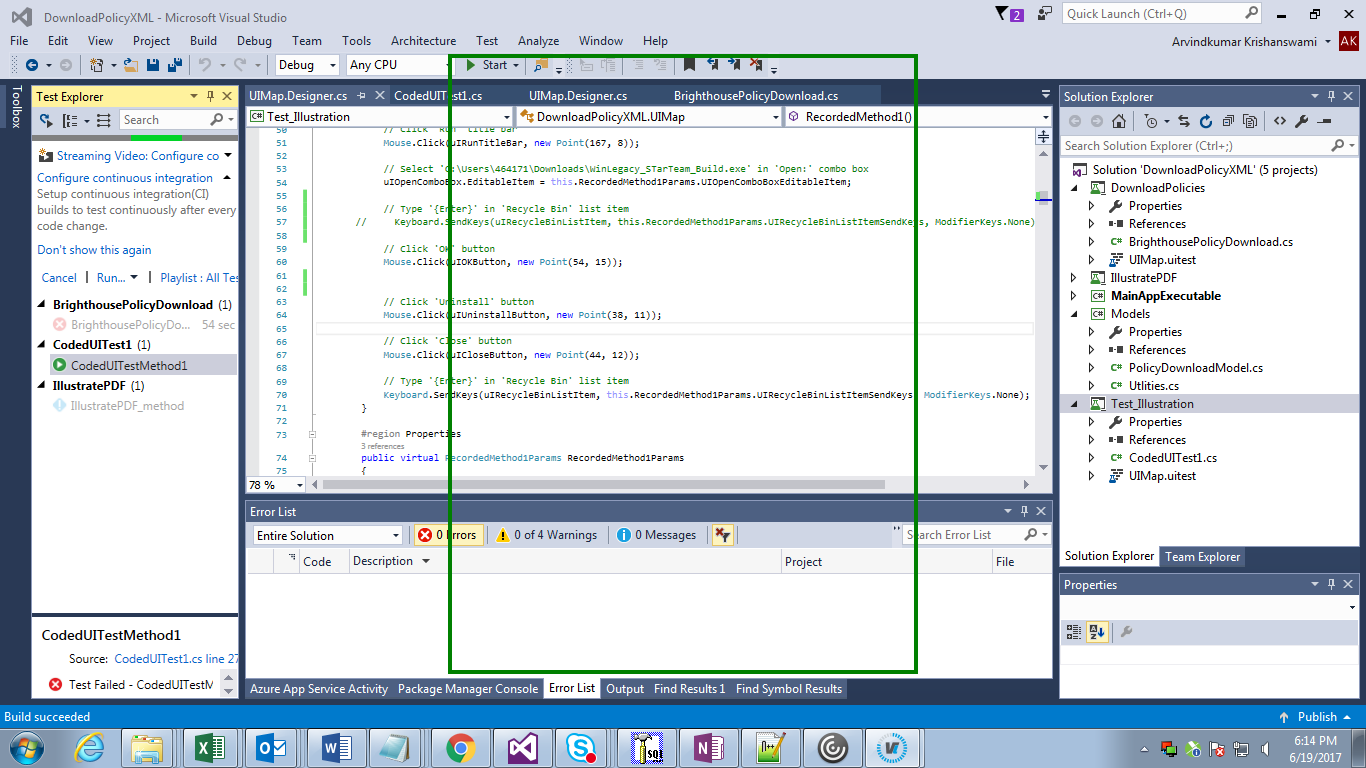 DownloadPolicyXML - Microsoft Visual Studio
2
Quick Launch (Ctrl+Q)
File Edit View Project Build Debug Team Tools Architecture Test Analyze Window Help
Arvindkumar Krishanswami AK
Debug Any CPU Start
Toolbox
Test Explorer
Search
Streaming Video: Configure co
Configure continuous integration
Setup continuous integration(CI)
builds to test continuously after every
code change.
Don't show this again
Cancel Run... Playlist : All Tes
BrighthousePolicyDownload (1)
BrighthousePolicyDo... 54 sec
CodedUITest1 (1)
CodedUITestMethod1
IllustratePDF (1)
IllustratePDF_method
CodedUITestMethod1
Source: CodedUITest1.cs line 27
Test Failed - CodedUITestM
UIMap.Designer.cs CodedUITest1.cs UIMap.Designer.cs BrighthousePolicyDownload.cs
Test_Illustration DownloadPolicyXML.UIMap RecordedMethod1()
50 // Click 'Run' title bar
51 Mouse.Click(uIRunTitleBar, new Point(167, 8));
52
53 // Select 'C:\Users\464171\Downloads\WinLegacy_STarTeam_Build.exe' in 'Open:' combo box
54 uIOpenComboBox.EditableItem = this.RecordedMethod1Params.UIOpenComboBoxEditableItem;
55
56 // Type '{Enter}' in 'Recycle Bin' list item
57 // Keyboard.SendKeys(uIRecycleBinListItem, this.RecordedMethod1Params.UIRecycleBinListItemSendKeys, ModifierKeys.None)
58
59 // Click 'OK' button
60 Mouse.Click(uIOKButton, new Point(54, 15));
61
62
63 // Click 'Uninstall' button
64 Mouse.Click(uIUninstallButton, new Point(38, 11));
65
66 // Click 'Close' button
67 Mouse.Click(uICloseButton, new Point(44, 12));
68
69 // Type '{Enter}' in 'Recycle Bin' list item
70 Keyboard.SendKeys(uIRecycleBinListItem, this.RecordedMethod1Params.UIRecycleBinListItemSendKeys, ModifierKeys.None);
71 }
72
73 #region Properties
3 references
74 public virtual RecordedMethod1Params RecordedMethod1Params
75 {
78 %
Error List
Entire Solution 0 Errors 0 of 4 Warnings 0 Messages Search Error List
Code Description Project File
Azure App Service Activity Package Manager Console Error List Output Find Results 1 Find Symbol Results
Solution Explorer
Search Solution Explorer (Ctrl+;)
Solution 'DownloadPolicyXML' (5 projects)
DownloadPolicies
Properties
References
BrighthousePolicyDownload.cs
UIMap.uitest
IllustratePDF
MainAppExecutable
Models
Properties
References
PolicyDownloadModel.cs
Utlities.cs
Test_Illustration
Properties
References
CodedUITest1.cs
UIMap.uitest
Solution Explorer Team Explorer
Properties
Build succeeded
Publish
6:14 PM
6/19/2017